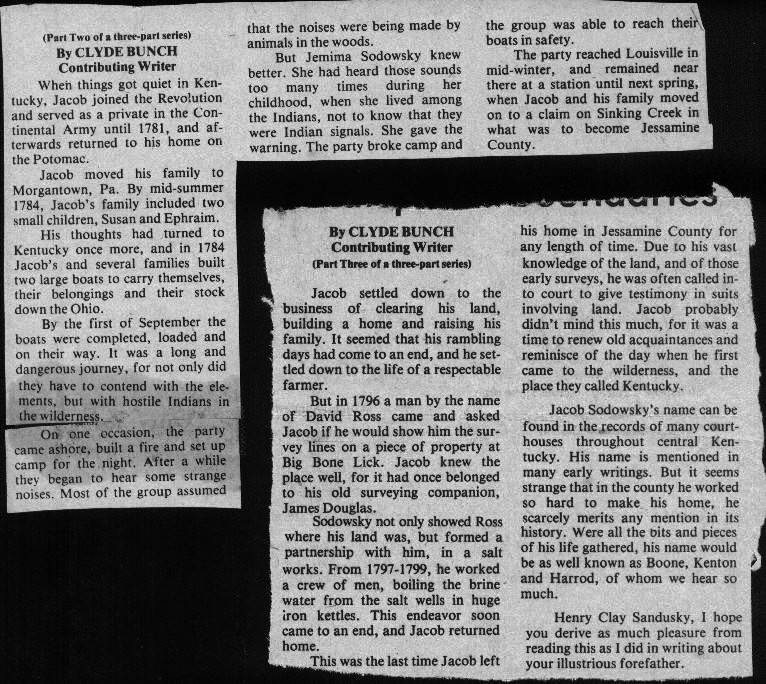 (Part Two of a three-part series)
By CLYDE BUNCH
Contributing Writer
When things got quiet in Ken-
tucky, Jacob joined the Revolution
and served as a private in the Con-
tinental Army until 1781, and af-
terwards returned to his home on
the Potomac.
Jacob moved his family to
Morgantown, Pa. By mid-summer
1784, Jacob's family included two
small children, Susan and Ephraim.
His thoughts had turned to
Kentucky once more, and in 1784
Jacob's and several families built
two large boats to carry themselves,
their belongings and their stock
down the Ohio.
By the first of September the
boats were completed, loaded and
on their way. It was a long and
dangerous journey, for not only did
they have to contend with the ele-
ments, but with hostile Indians in
the wilderness.
On one occasion, the party
came ashore, built a fire and set up
camp for the night. After a while
they began to hear some strange
noises. Most of the group assumed
that the noises were being made by
animals in the woods.
But Jemima Sodowsky knew
better. She had heard those sounds
too many times during her
childhood, when she lived among
the Indians, not to know that they
were Indian signals. She gave the
warning. The party broke camp and
the group was able to reach their
boats in safety.
The party reached Louisville in
mid-winter, and remained near
there at a station until next spring,
when Jacob and his family moved
on to a claim on Sinking Creek in
what was to become Jessamine
County.
By CLYDE BUNCH
Contributing Writer
(Part Three of a three-part series)
Jacob settled down to the
business of clearing his land,
building a home and raising his
family. It seemed that his rambling
days had come to an end, and he set-
tled down to the life of a respectable
farmer.
But in 1796 a man by the name
of David Ross came and asked
Jacob if he would show him the sur-
vey lines on a piece of property at
Big Bone Lick. Jacob knew the
place well, for it had once belonged
to his old surveying companion,
James Douglas.
Sodowsky not only showed Ross
where his land was, but formed a
partnership with him, in a salt
works. From 1797-1799, he worked
a crew of men, boiling the brine
water from the salt wells in huge
iron kettles. This endeavor soon
came to an end, and Jacob returned
home.
This was the last time Jacob left
his home in Jessamine County for
any length of time. Due to his vast
knowledge of the land, and of those
early surveys, he was often called in-
to court to give testimony in suits
involving land. Jacob probably
didn't mind this much, for it was a
time to renew old acquaintances and
reminisce of the day when he first
came to the wilderness, and the
place they called Kentucky.
Jacob Sodowsky's name can be
found in the records of many court-
houses throughout central Ken-
tucky. His name is mentioned in
many early writings. But it seems
strange that in the county he worked
so hard to make his home, he
scarcely merits any mention in its
history. Were all the bits and pieces
of his life gathered, his name would
be as well known as Boone, Kenton
and Harrod, of whom we hear so
much.
Henry Clay Sandusky, I hope
you derive as much pleasure from
reading this as I did in writing about
your illustrious forefather.